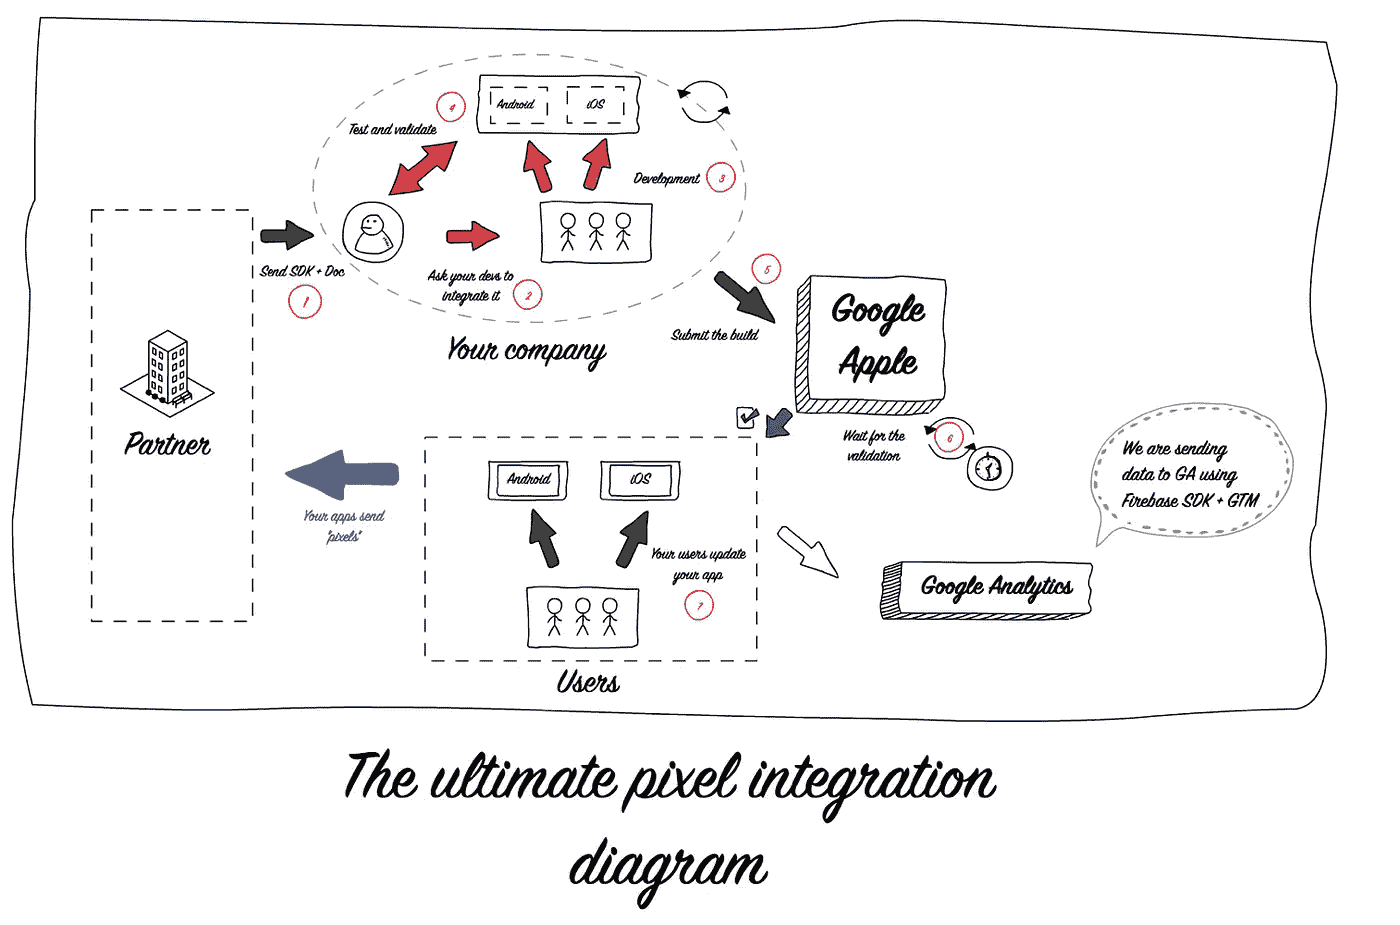 Android
iOS
4
Test and validate
Development
3
Send SDK + Doc
1
Ask your devs to
integrate it
2
Your company
5
Submit the build
Google
Apple
Wait for the
validation
6
Partner
Your apps send
"pixels"
Android
iOS
Your users update
your app
7
Users
We are sending
data to GA using
Firebase SDK + GTM
Google Analytics
The ultimate pixel integration
diagram